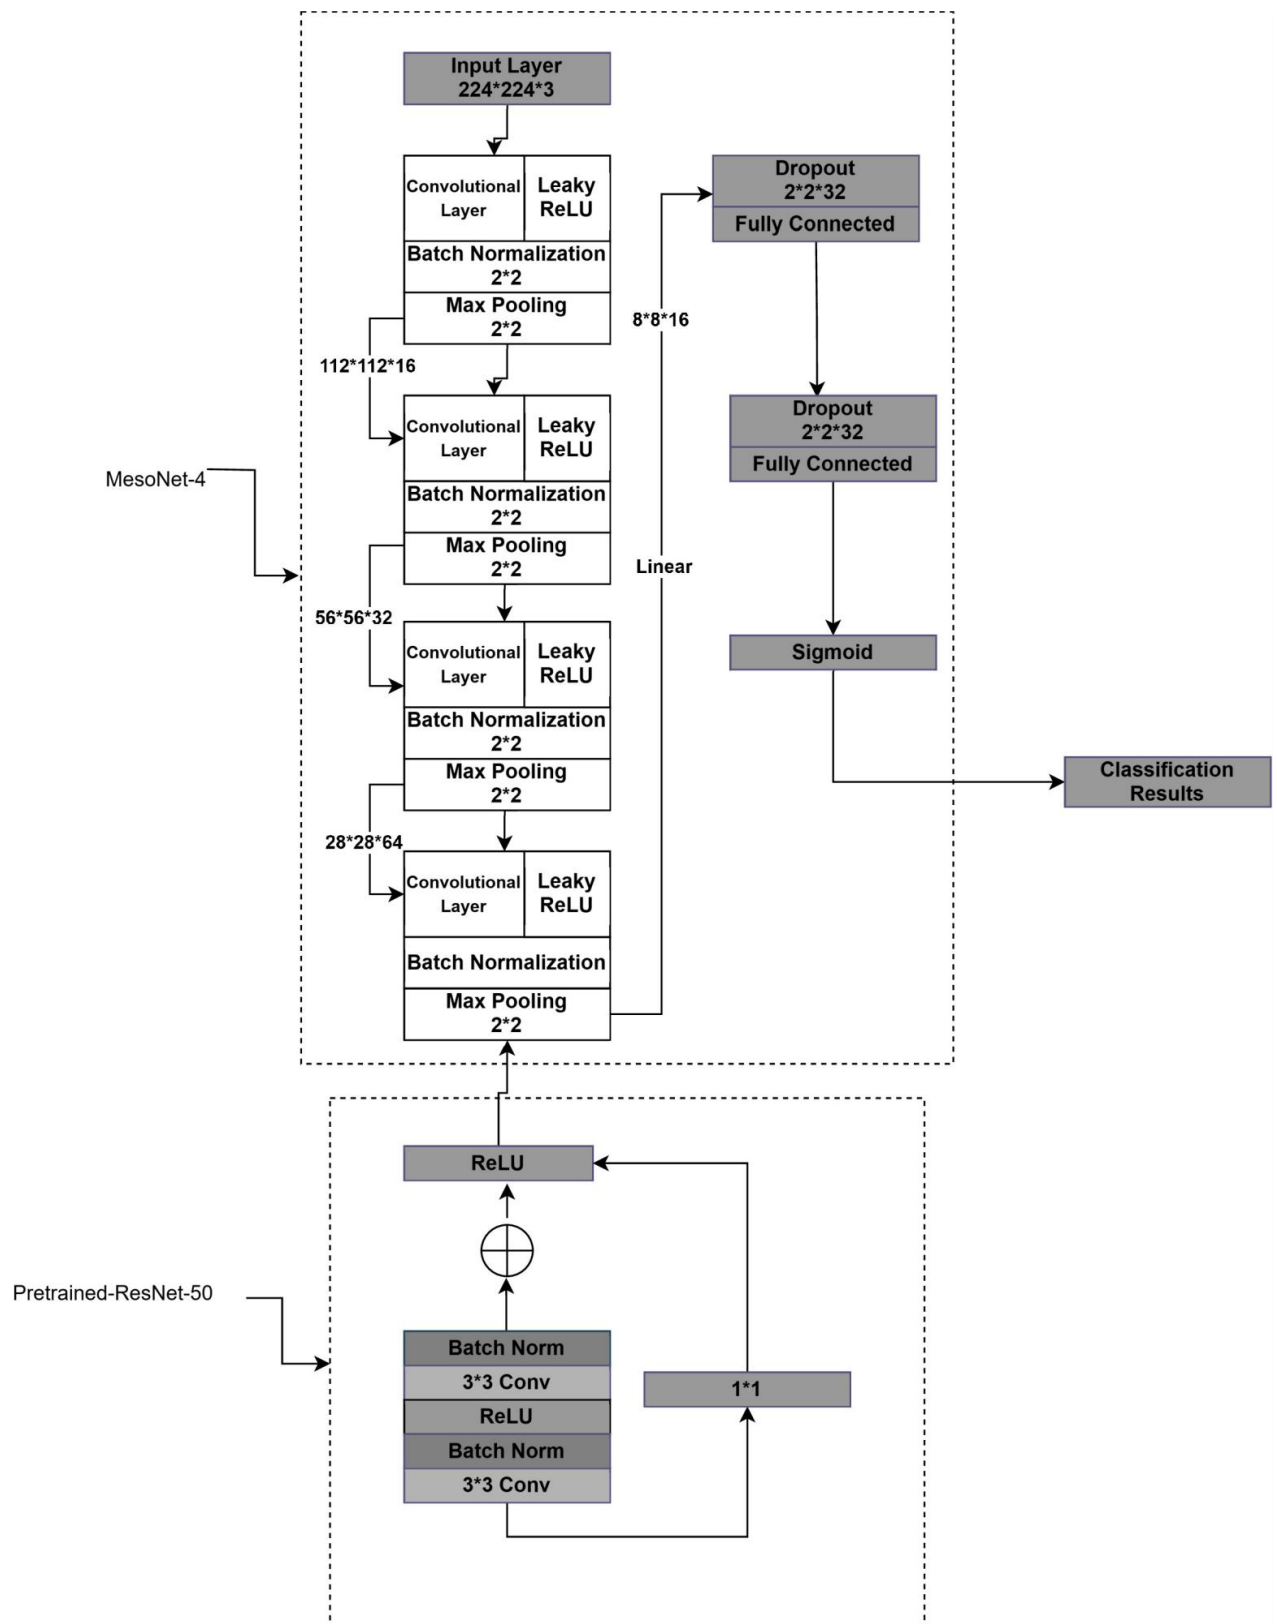 Input Layer
224*224*3
Convolutional
Layer
Leaky
ReLU
Batch Normalization
2*2
Max Pooling
2*2
112*112*16
Convolutional
Layer
Leaky
ReLU
Batch Normalization
2*2
Max Pooling
2*2
56*56*32
Convolutional
Layer
Leaky
ReLU
Batch Normalization
2*2
Max Pooling
2*2
28*28*64
Convolutional
Layer
Leaky
ReLU
Batch Normalization
Max Pooling
2*2
8*8*16
Linear
Dropout
2*2*32
Fully Connected
Dropout
2*2*32
Fully Connected
Sigmoid
Classification
Results
MesoNet-4
ReLU
Batch Norm
3*3 Conv
ReLU
Batch Norm
3*3 Conv
1*1
Pretrained-ResNet-50